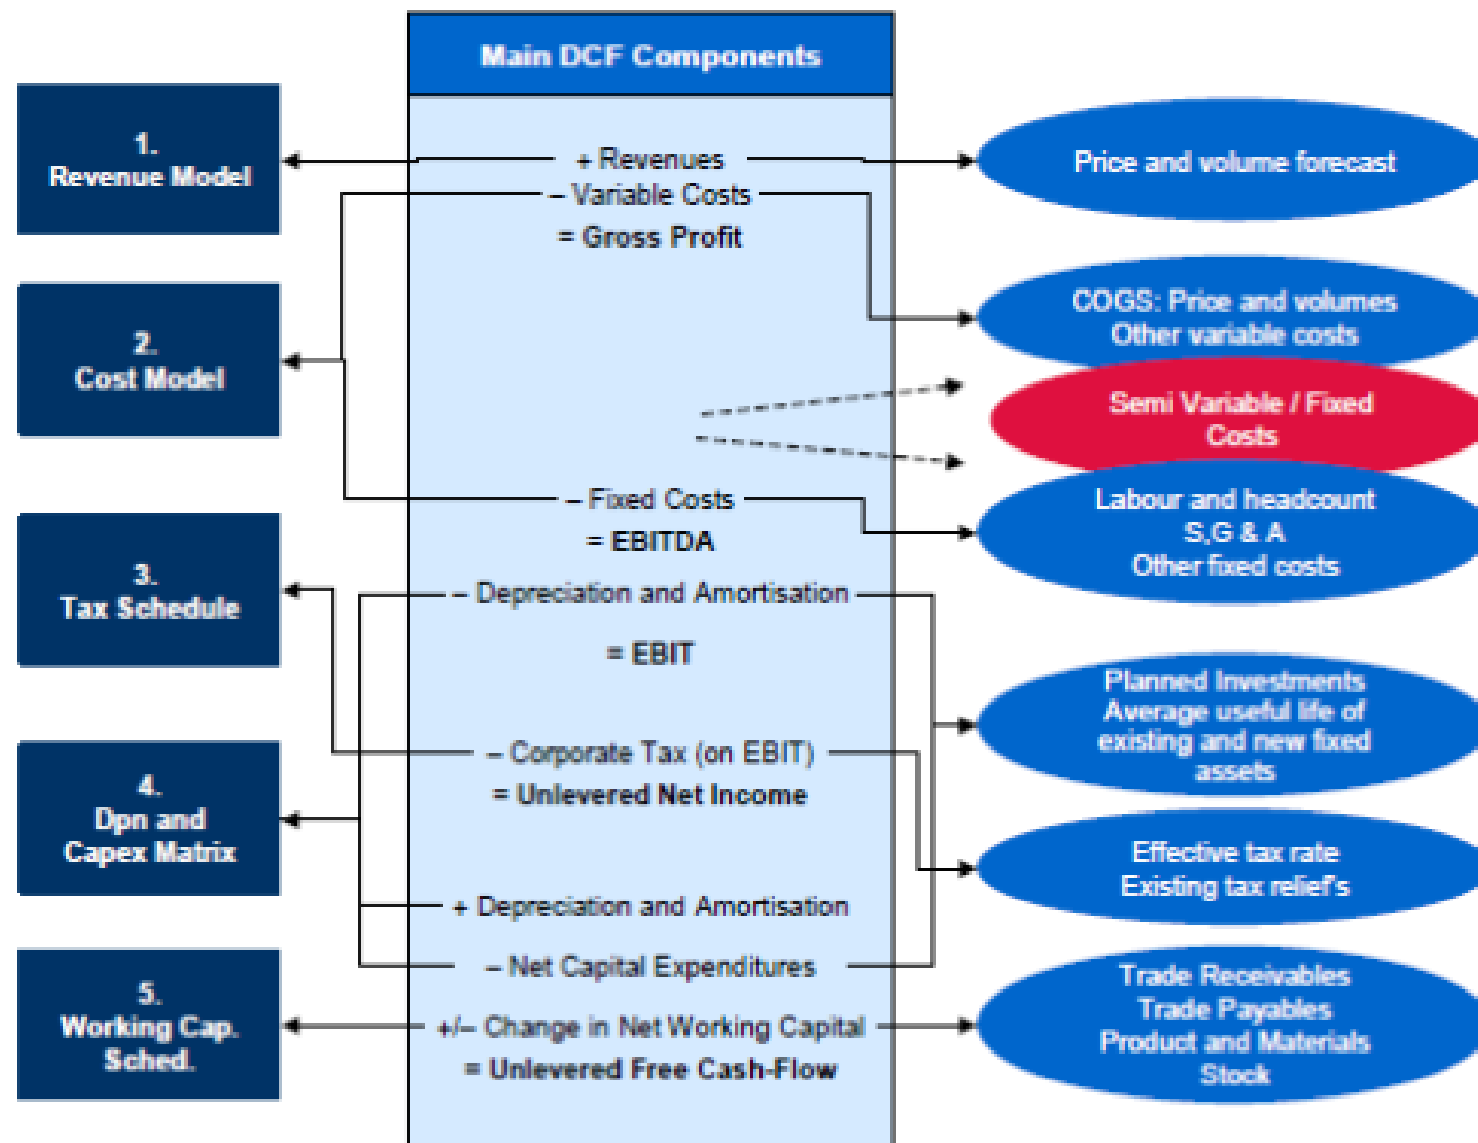 Main DCF Components
1.
Revenue Model
2.
Cost Model
3.
Tax Schedule
4.
Dpn and
Capex Matrix
5.
Working Cap.
Sched.
+ Revenues
– Variable Costs
= Gross Profit
– Fixed Costs
= EBITDA
– Depreciation and Amortisation
= EBIT
– Corporate Tax (on EBIT)
= Unlevered Net Income
+ Depreciation and Amortisation
– Net Capital Expenditures
+/– Change in Net Working Capital
= Unlevered Free Cash-Flow
Price and volume forecast
COGS: Price and volumes
Other variable costs
Semi Variable / Fixed
Costs
Labour and headcount
S,G & A
Other fixed costs
Planned Investments
Average useful life of
existing and new fixed
assets
Effective tax rate
Existing tax relief's
Trade Receivables
Trade Payables
Product and Materials
Stock